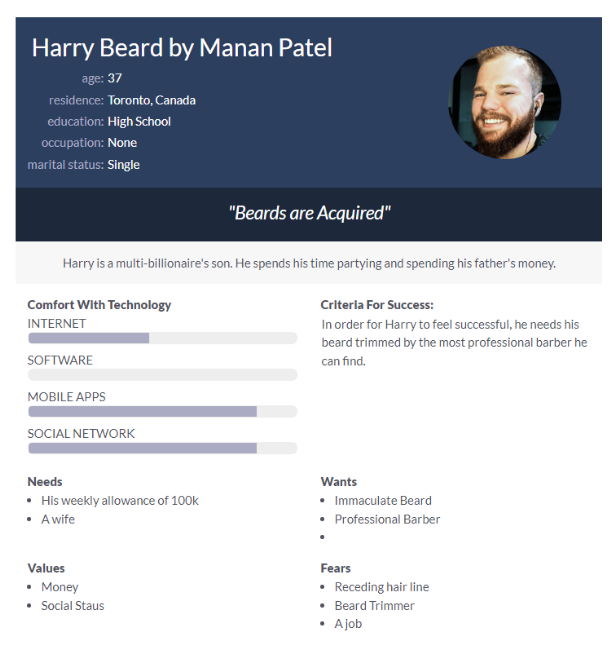 Harry Beard by Manan Patel
age: 37
residence: Toronto, Canada
education: High School
occupation: None
marital status: Single
"Beards are Acquired"
Harry is a multi-billionaire's son. He spends his time partying and spending his father's money.
Comfort With Technology
INTERNET
SOFTWARE
MOBILE APPS
SOCIAL NETWORK
Criteria For Success:
In order for Harry to feel successful, he needs his
beard trimmed by the most professional barber he
can find.
Needs
• His weekly allowance of 100k
• A wife
Wants
• Immaculate Beard
• Professional Barber
•
Values
• Money
• Social Staus
Fears
• Receding hair line
• Beard Trimmer
• A job